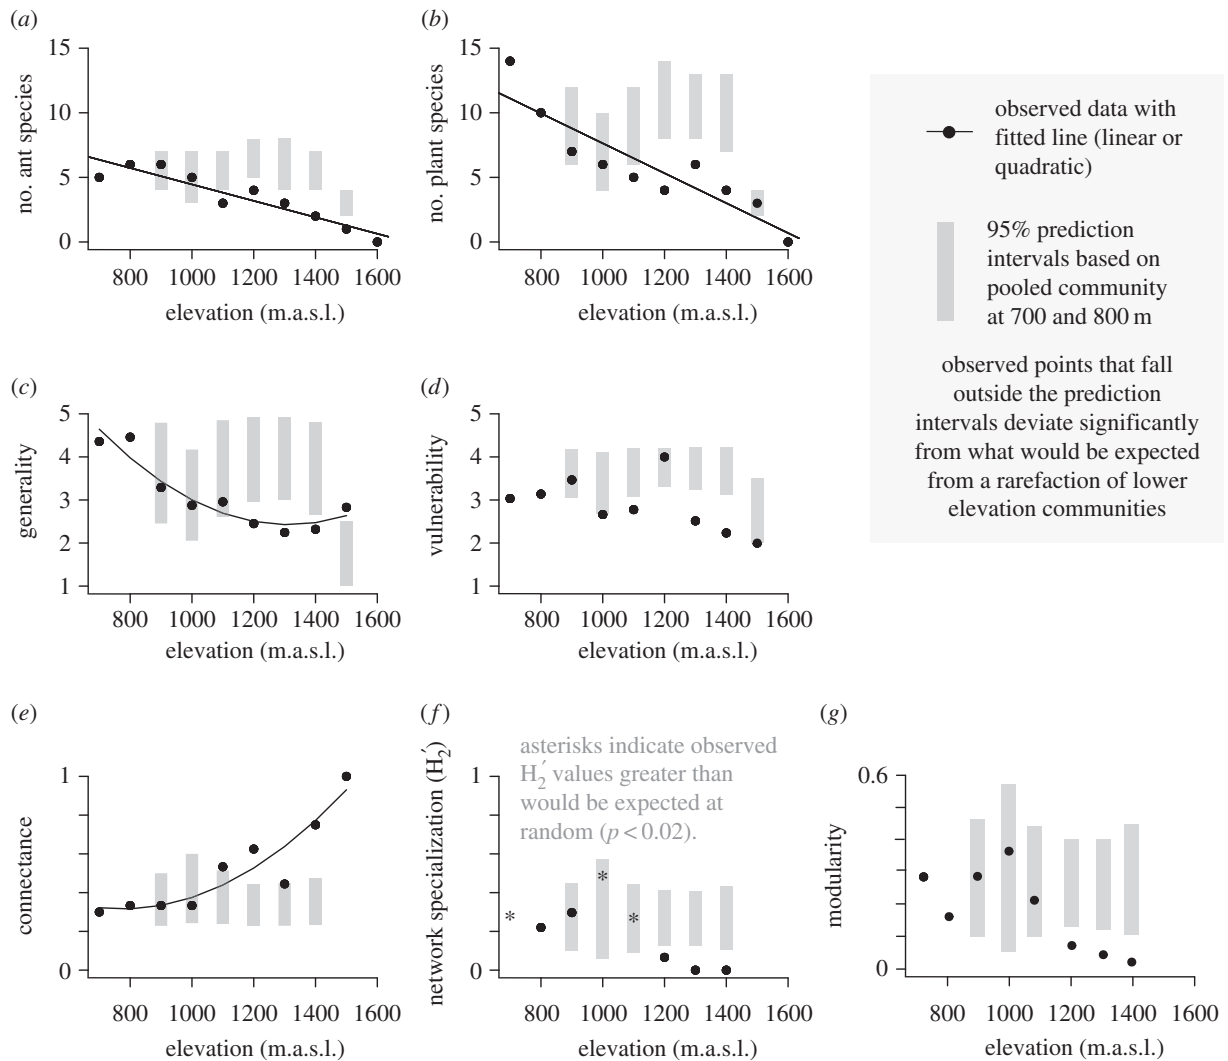 (a)
15
10
5
0
no. ant species
800 1000 1200 1400 1600
elevation (m.a.s.l.)
(b)
15
10
5
0
no. plant species
800 1000 1200 1400 1600
elevation (m.a.s.l.)
observed data with
fitted line (linear or
quadratic)
95% prediction
intervals based on
pooled community
at 700 and 800 m
observed points that fall
outside the prediction
intervals deviate significantly
from what would be expected
from a rarefaction of lower
elevation communities
(c)
5
4
3
2
1
generality
800 1000 1200 1400 1600
elevation (m.a.s.l.)
(d)
5
4
3
2
1
vulnerability
800 1000 1200 1400 1600
elevation (m.a.s.l.)
(e)
1
0
connectance
800 1000 1200 1400 1600
elevation (m.a.s.l.)
(f)
1
0
network specialization (H₂′)
asterisks indicate observed
H₂′ values greater than
would be expected at
random (p < 0.02).
*
*
*
800 1000 1200 1400 1600
elevation (m.a.s.l.)
(g)
0.6
0
modularity
800 1000 1200 1400 1600
elevation (m.a.s.l.)